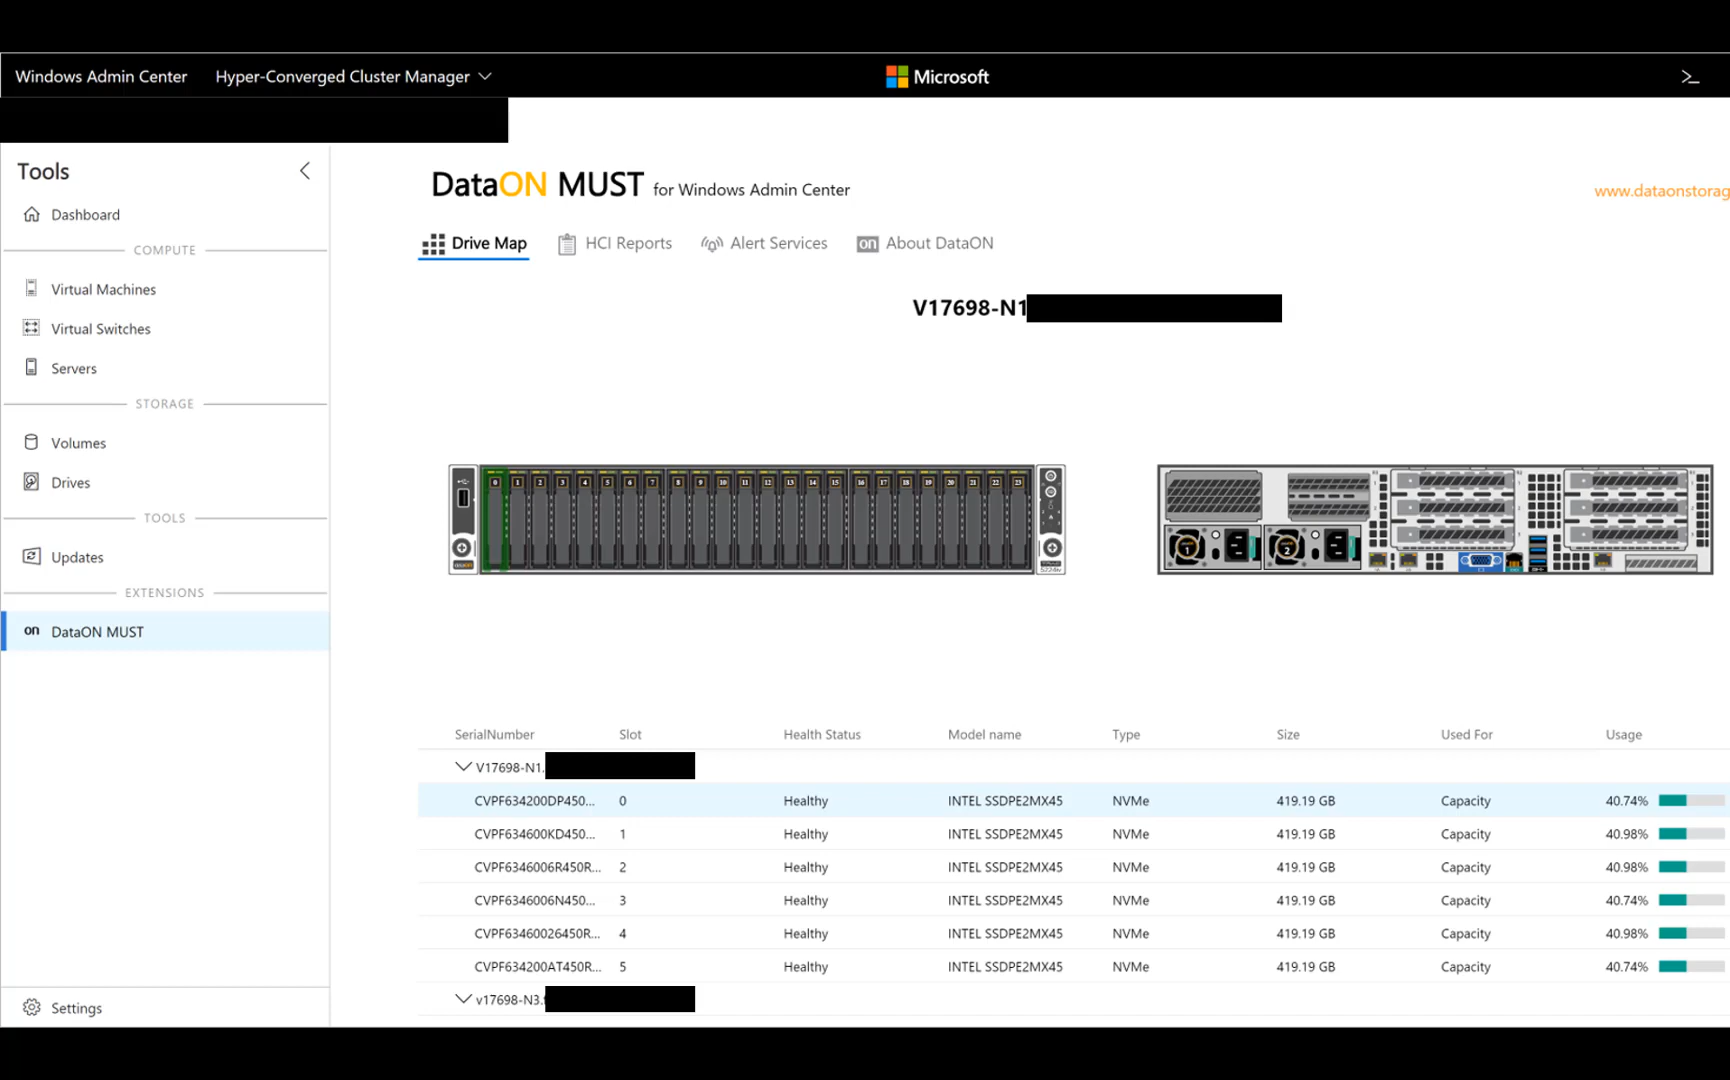 Windows Admin Center Hyper-Converged Cluster Manager Microsoft
Tools
Dashboard
COMPUTE
Virtual Machines
Virtual Switches
Servers
STORAGE
Volumes
Drives
TOOLS
Updates
EXTENSIONS
on DataON MUST
Settings
DataON MUST for Windows Admin Center
www.dataonstorag
Drive Map HCI Reports Alert Services on About DataON
V17698-N1
0 1 2 3 4 5 6 7 8 9 10 11 12 13 14 15 16 17 18 19 20 21 22 23
1 2
SerialNumber Slot Health Status Model name Type Size Used For Usage
V17698-N1.
CVPF634200DP450... 0 Healthy INTEL SSDPE2MX45 NVMe 419.19 GB Capacity 40.74%
CVPF634600KD450... 1 Healthy INTEL SSDPE2MX45 NVMe 419.19 GB Capacity 40.98%
CVPF6346006R450R... 2 Healthy INTEL SSDPE2MX45 NVMe 419.19 GB Capacity 40.98%
CVPF6346006N450... 3 Healthy INTEL SSDPE2MX45 NVMe 419.19 GB Capacity 40.74%
CVPF63460026450R... 4 Healthy INTEL SSDPE2MX45 NVMe 419.19 GB Capacity 40.98%
CVPF634200AT450R... 5 Healthy INTEL SSDPE2MX45 NVMe 419.19 GB Capacity 40.74%
v17698-N3.